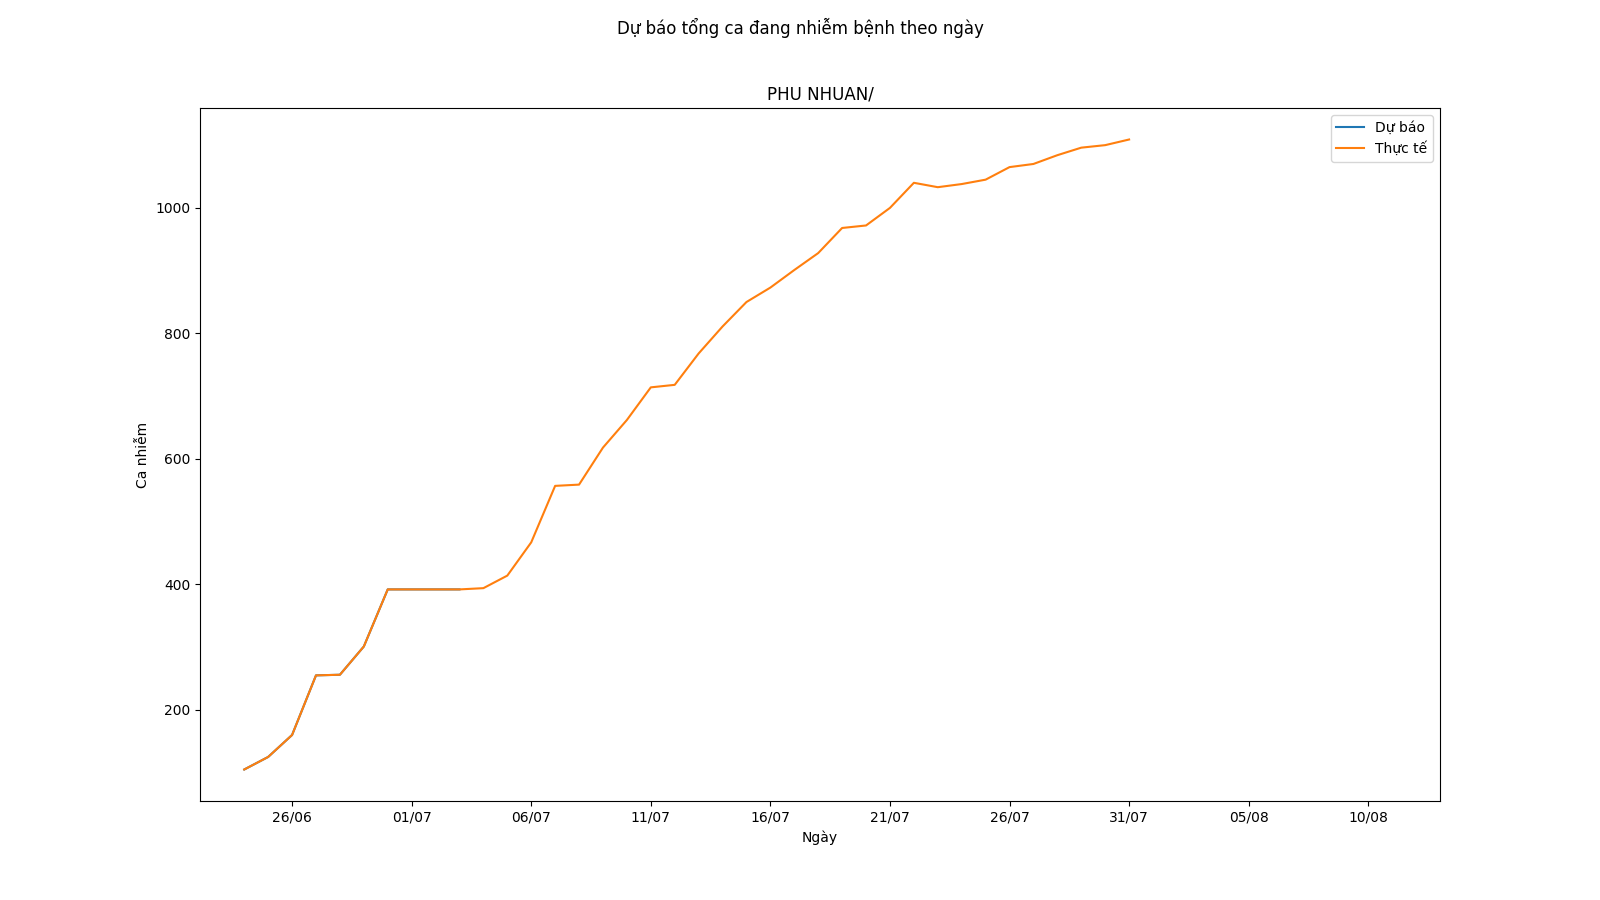 Dự báo tổng ca đang nhiễm bệnh theo ngày
PHU NHUAN/
Dự báo
Thực tế
1000
800
600
400
200
Ca nhiễm
26/06
01/07
06/07
11/07
16/07
21/07
26/07
31/07
05/08
10/08
Ngày